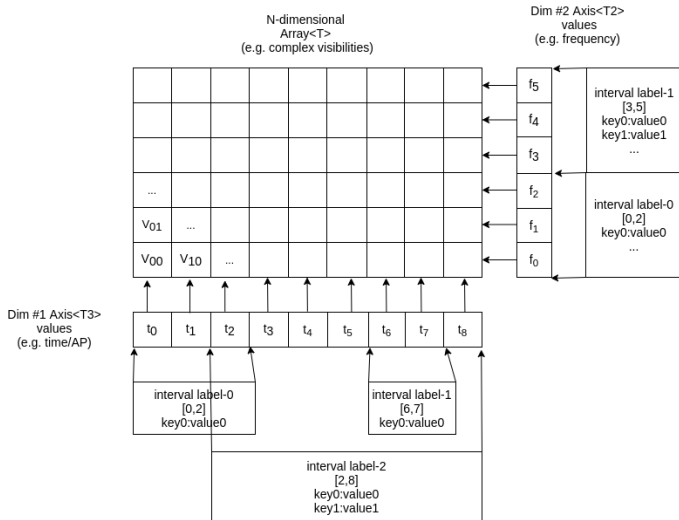 N-dimensional
Array<T>
(e.g. complex visibilities)
Dim #2 Axis<T2>
values
(e.g. frequency)
f5
f4
f3
f2
f1
f0
interval label-1
[3,5]
key0:value0
key1:value1
...
interval label-0
[0,2]
key0:value0
...
...
V01
...
V00
V10
...
Dim #1 Axis<T3>
values
(e.g. time/AP)
t0 t1 t2 t3 t4 t5 t6 t7 t8
interval label-0
[0,2]
key0:value0
interval label-1
[6,7]
key0:value0
interval label-2
[2,8]
key0:value0
key1:value1